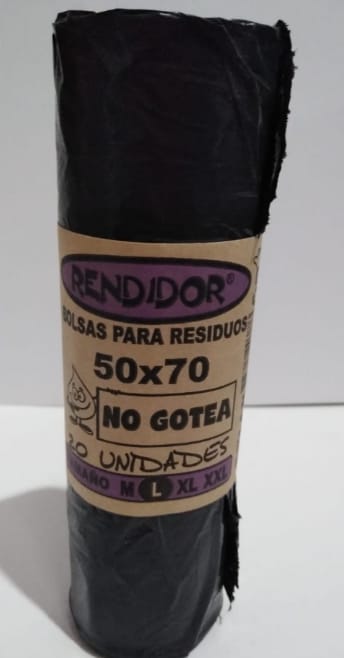 RENDIDOR®
BOLSAS PARA RESIDUOS
50x70
NO GOTEA
20 UNIDADES
TAMAÑO M L XL XXL